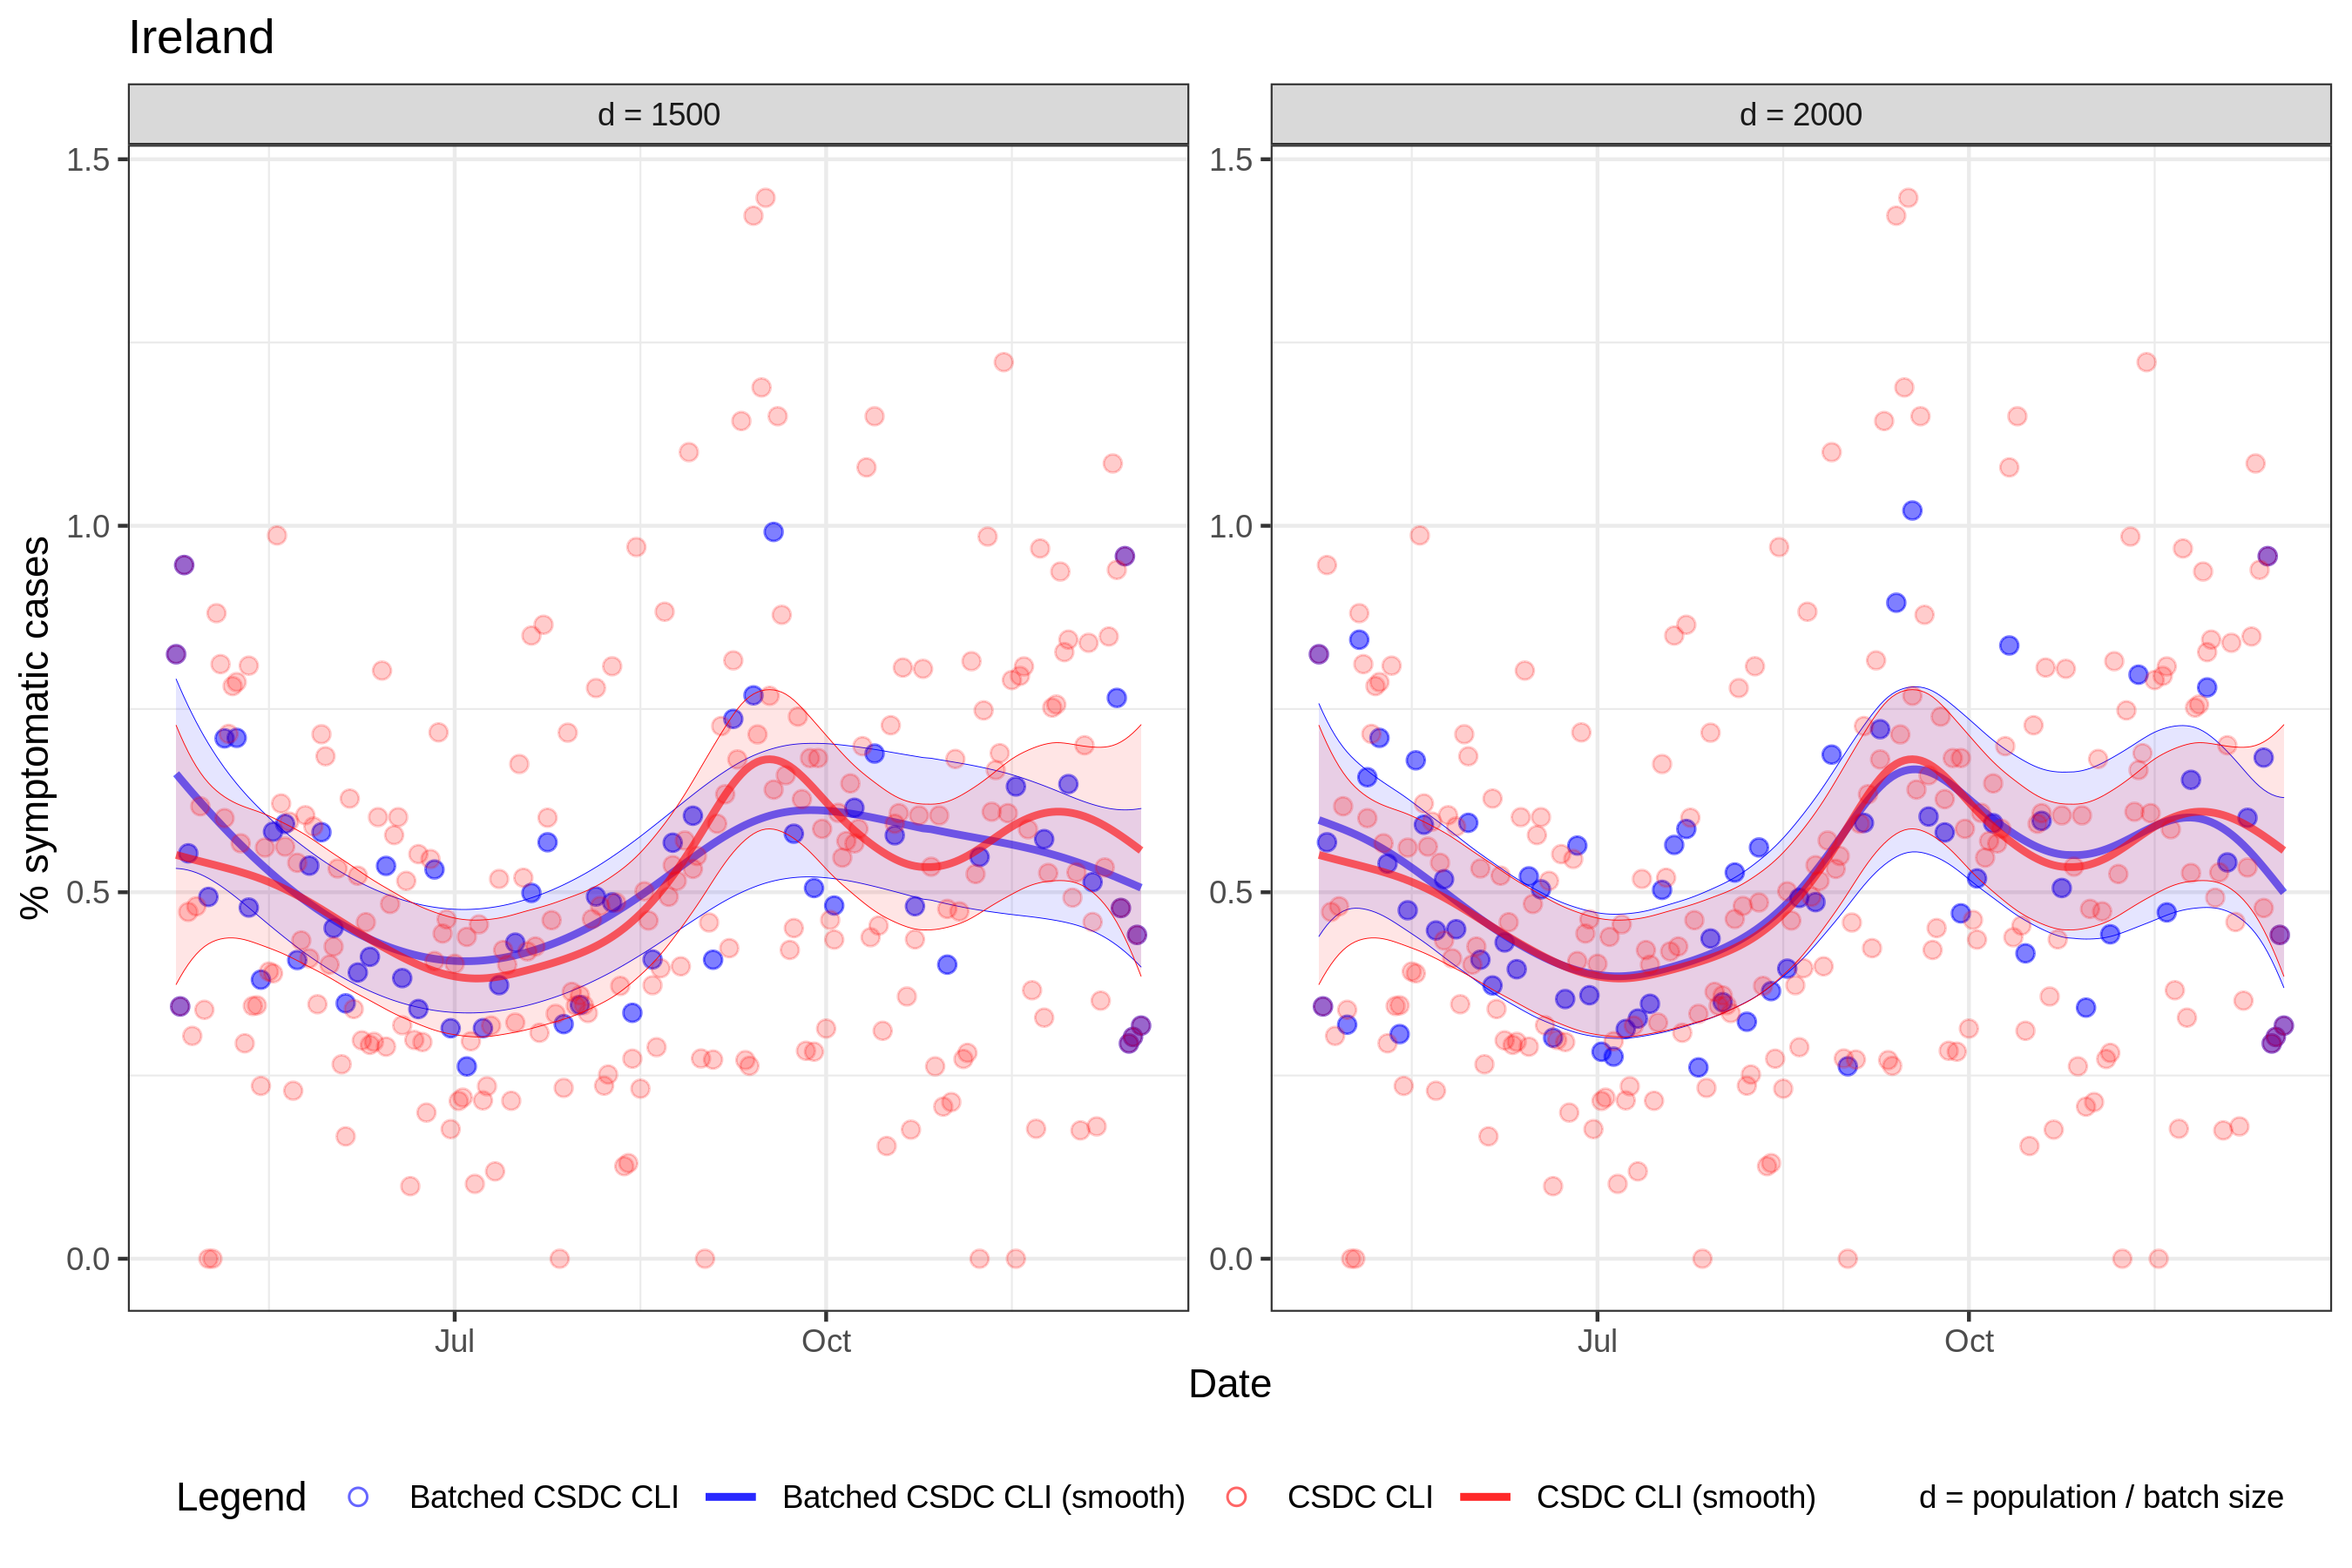 Ireland
d = 1500
d = 2000
% symptomatic cases
1.5
1.0
0.5
0.0
1.5
1.0
0.5
0.0
Jul
Oct
Jul
Oct
Date
Legend
Batched CSDC CLI
Batched CSDC CLI (smooth)
CSDC CLI
CSDC CLI (smooth)
d = population / batch size